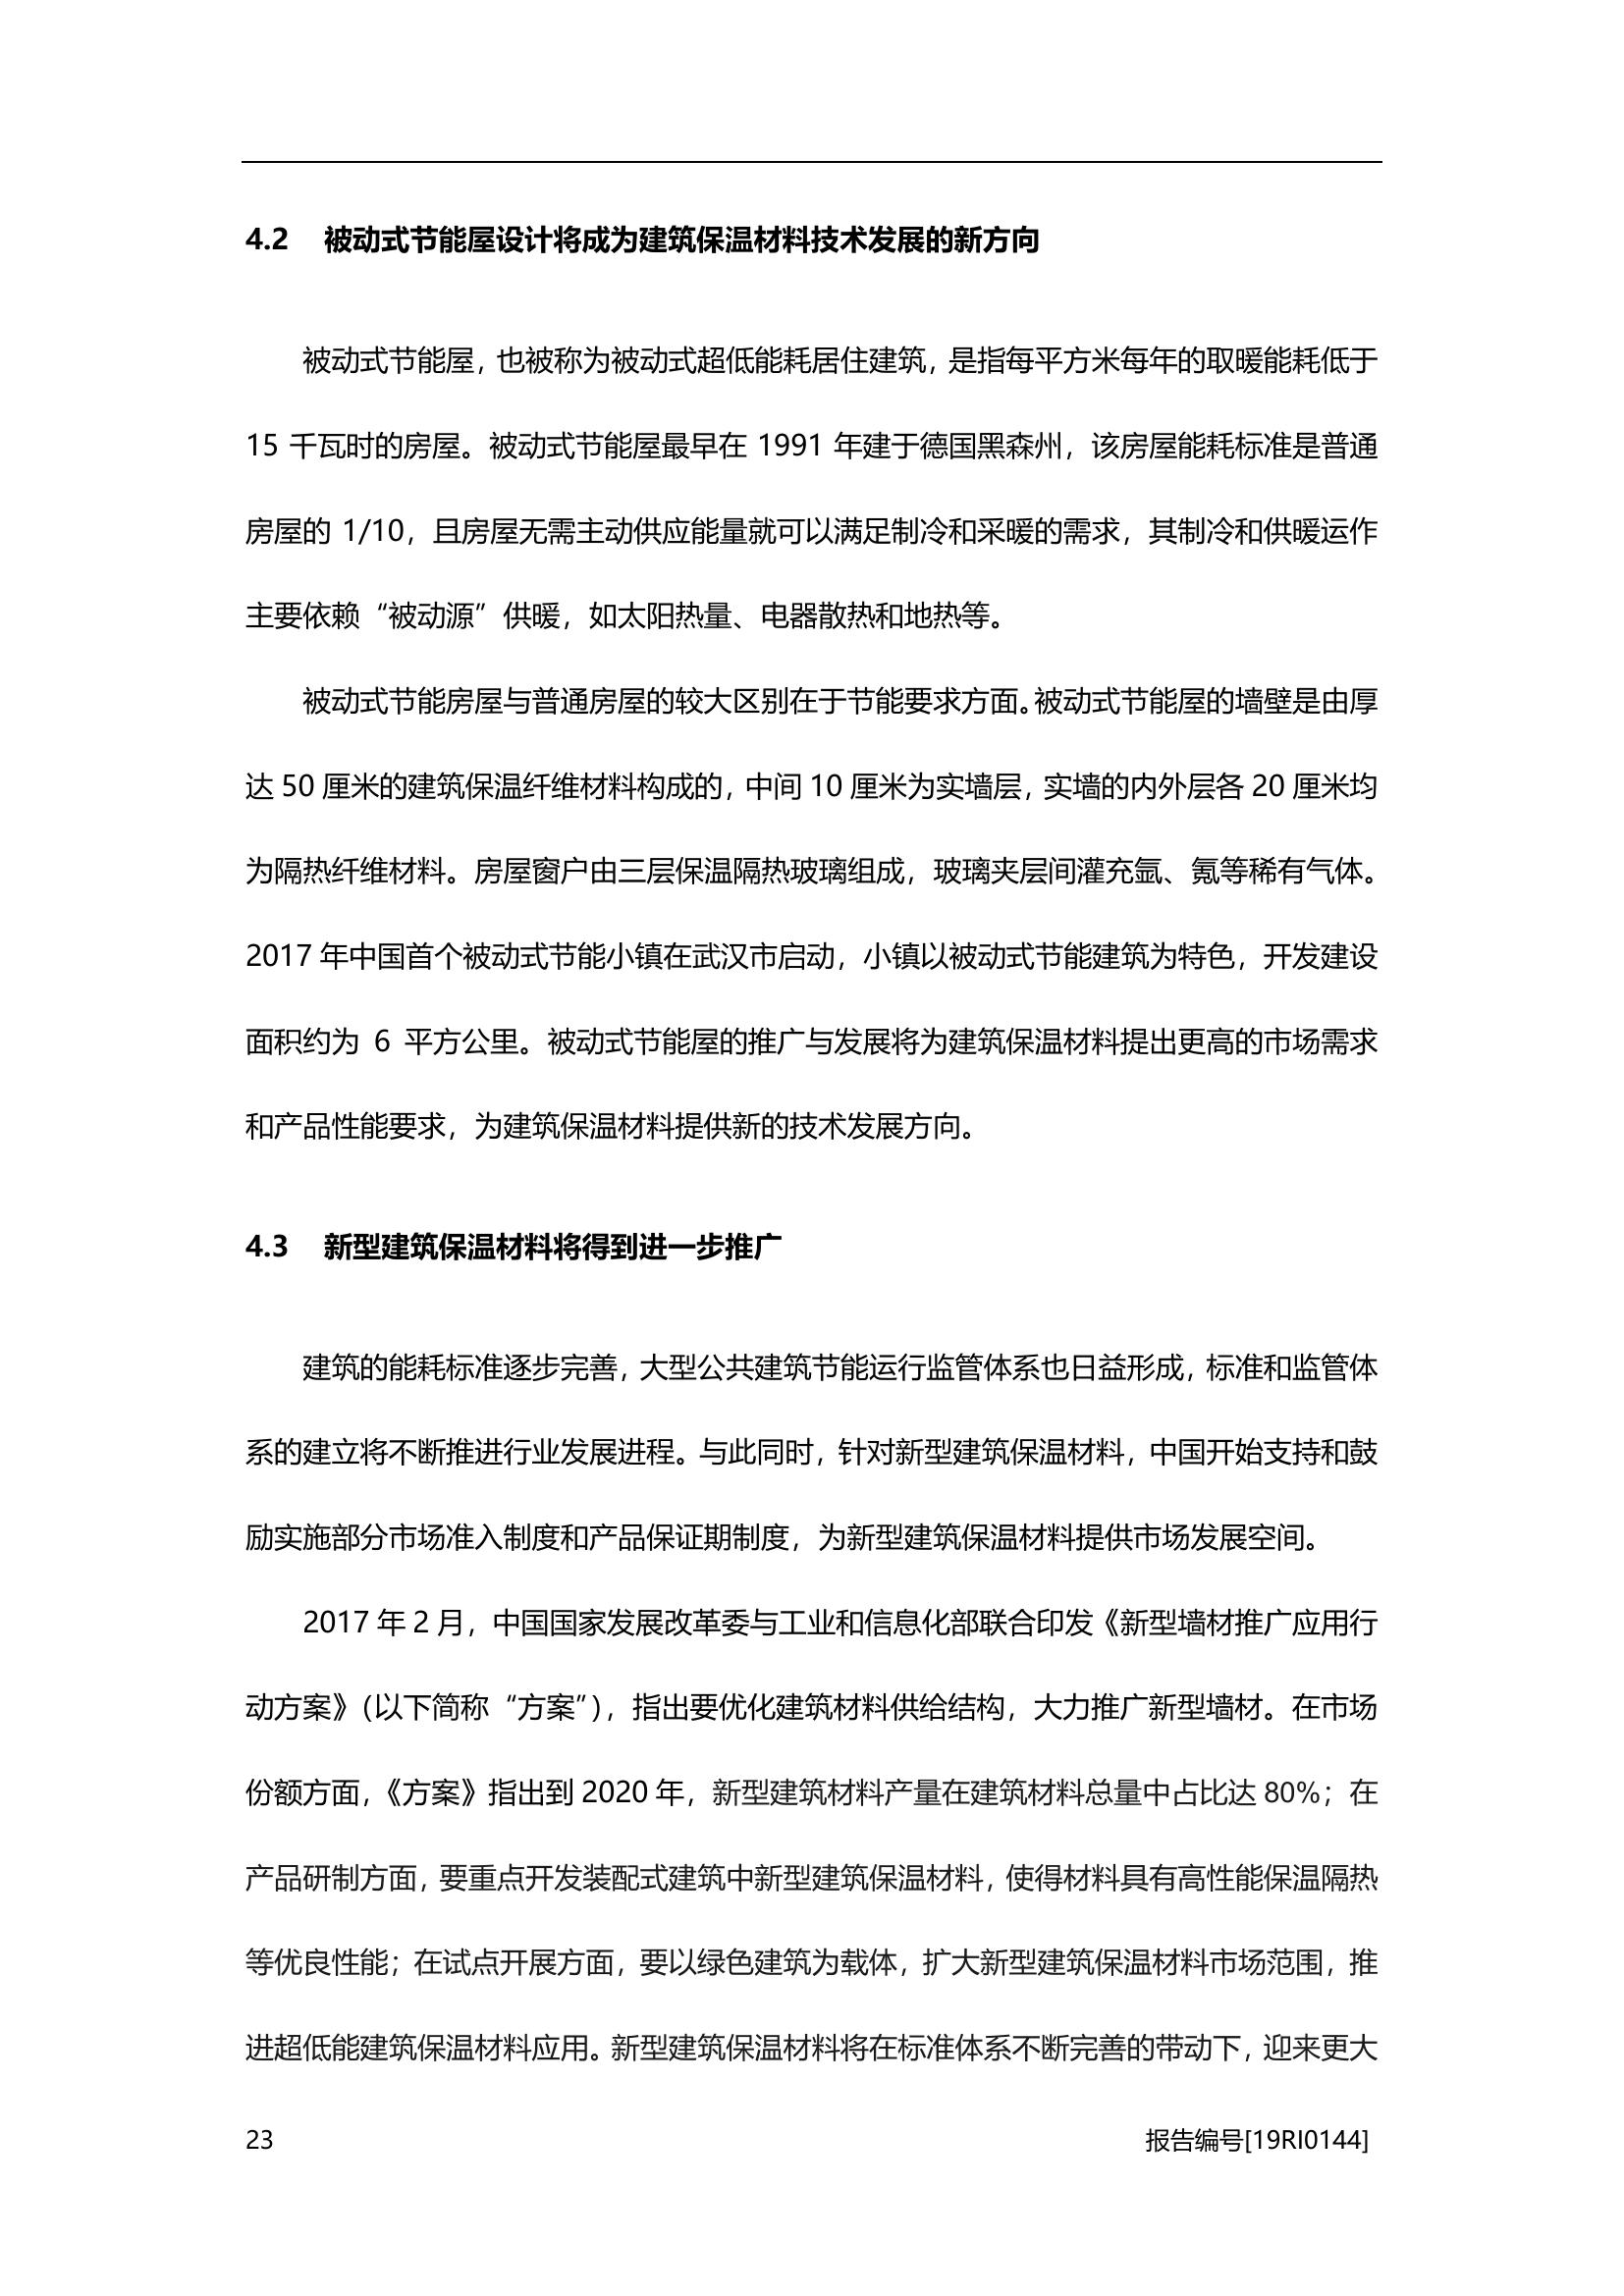 4.2 被动式节能屋设计将成为建筑保温材料技术发展的新方向
被动式节能屋，也被称为被动式超低能耗居住建筑，是指每平方米每年的取暖能耗低于
15 千瓦时的房屋。被动式节能屋最早在 1991 年建于德国黑森州，该房屋能耗标准是普通
房屋的 1/10，且房屋无需主动供应能量就可以满足制冷和采暖的需求，其制冷和供暖运作
主要依赖“被动源”供暖，如太阳热量、电器散热和地热等。
被动式节能房屋与普通房屋的较大区别在于节能要求方面。被动式节能屋的墙壁是由厚
达 50 厘米的建筑保温纤维材料构成的，中间 10 厘米为实墙层，实墙的内外层各 20 厘米均
为隔热纤维材料。房屋窗户由三层保温隔热玻璃组成，玻璃夹层间灌充氩、氪等稀有气体。
2017 年中国首个被动式节能小镇在武汉市启动，小镇以被动式节能建筑为特色，开发建设
面积约为 6 平方公里。被动式节能屋的推广与发展将为建筑保温材料提出更高的市场需求
和产品性能要求，为建筑保温材料提供新的技术发展方向。
4.3 新型建筑保温材料将得到进一步推广
建筑的能耗标准逐步完善，大型公共建筑节能运行监管体系也日益形成，标准和监管体
系的建立将不断推进行业发展进程。与此同时，针对新型建筑保温材料，中国开始支持和鼓
励实施部分市场准入制度和产品保证期制度，为新型建筑保温材料提供市场发展空间。
2017 年 2 月，中国国家发展改革委与工业和信息化部联合印发《新型墙材推广应用行
动方案》（以下简称“方案”），指出要优化建筑材料供给结构，大力推广新型墙材。在市场
份额方面，《方案》指出到 2020 年，新型建筑材料产量在建筑材料总量中占比达 80%；在
产品研制方面，要重点开发装配式建筑中新型建筑保温材料，使得材料具有高性能保温隔热
等优良性能；在试点开展方面，要以绿色建筑为载体，扩大新型建筑保温材料市场范围，推
进超低能建筑保温材料应用。新型建筑保温材料将在标准体系不断完善的带动下，迎来更大
23 报告编号[19RI0144]